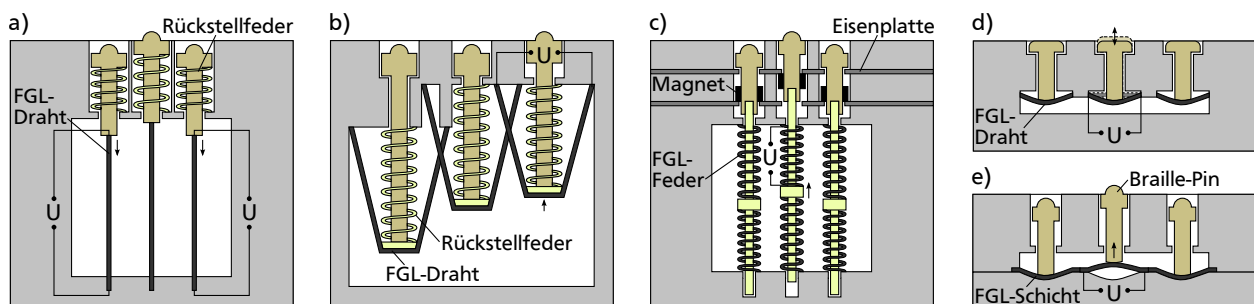 a)
Rückstellfeder
FGL-
Draht
U
U
b)
U
Rückstellfeder
FGL-Draht
c)
Eisenplatte
Magnet
FGL-
Feder
U
d)
FGL-
Draht
U
e)
Braille-Pin
FGL-Schicht
U